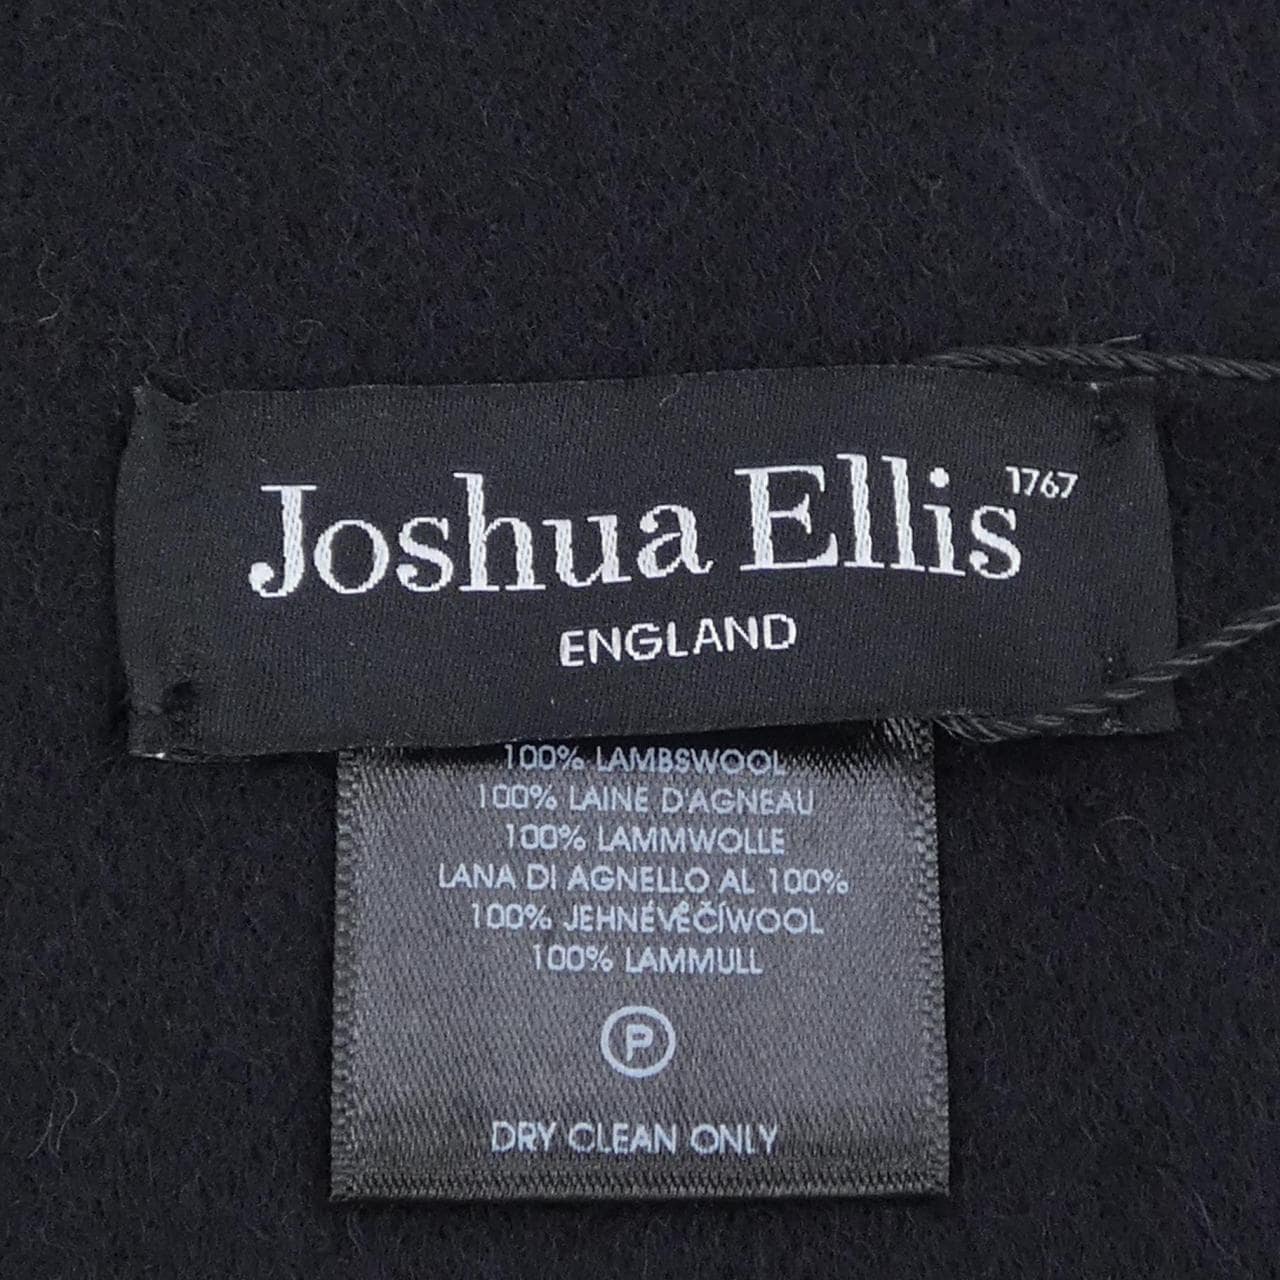 Joshua Ellis 1767
ENGLAND
100% LAMBSWOOL
100% LAINE D'AGNEAU
100% LAMMWOLLE
LANA DI AGNELLO AL 100%
100% JEHNÉVĚČÍWOOL
100% LAMMULL
P
DRY CLEAN ONLY